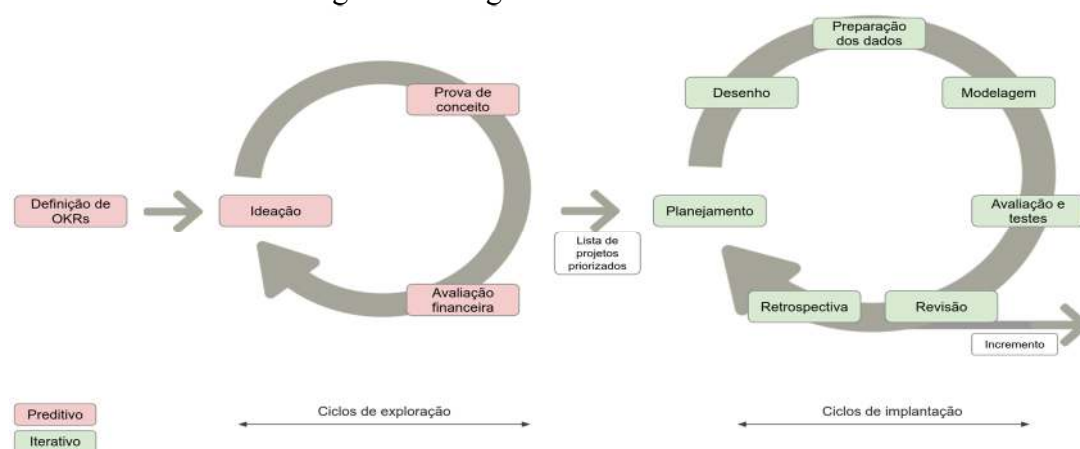 Definição de
OKRs
Ideação
Prova de
conceito
Avaliação
financeira
Lista de
projetos
priorizados
Planejamento
Desenho
Preparação
dos dados
Modelagem
Avaliação e
testes
Revisão
Retrospectiva
Incremento
Preditivo
Iterativo
Ciclos de exploração
Ciclos de implantação